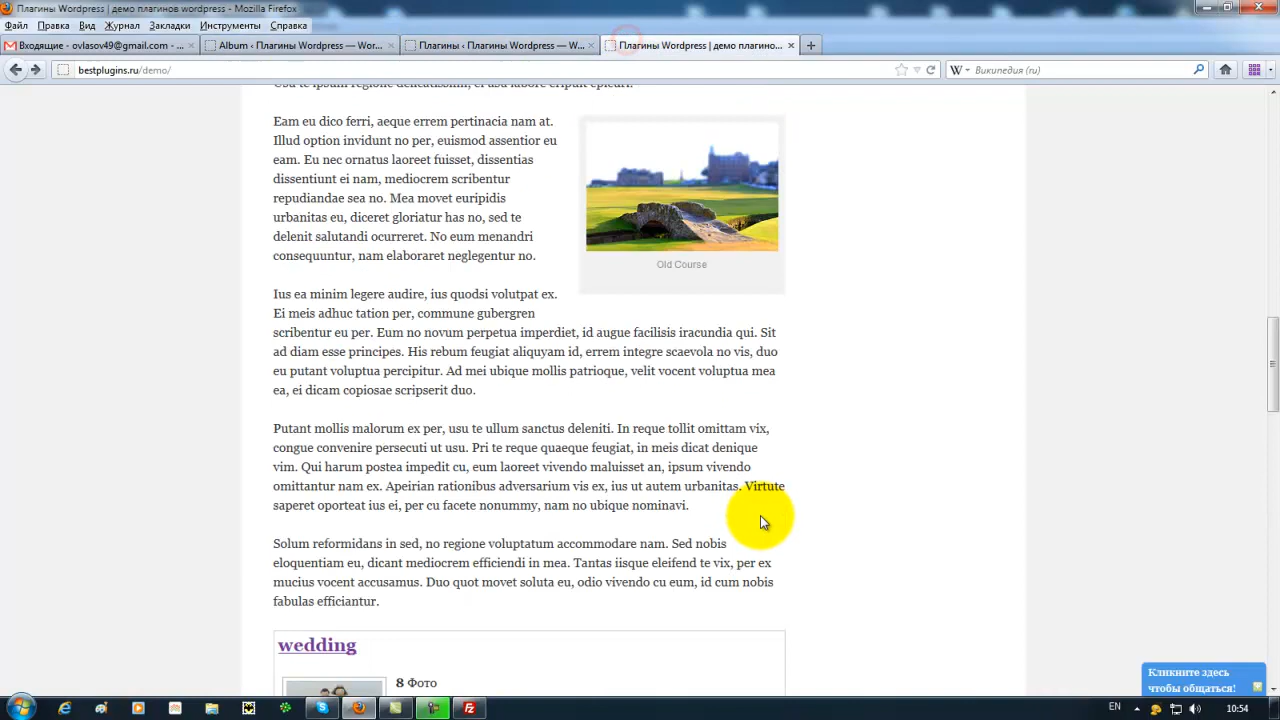 Плагины Wordpress | демо плагинов wordpress - Mozilla Firefox
Файл Правка Вид Журнал Закладки Инструменты Справка
Входящие - ovlasov49@gmail.com - ...
Album ‹ Плагины Wordpress — Wor...
Плагины ‹ Плагины Wordpress — W...
Плагины Wordpress | демо плагино...
bestplugins.ru/demo/
Википедия (ru)
Usu te ipsum regione delicatissimi, ei usu labore eripuit epicuri.
Eam eu dico ferri, aeque errem pertinacia nam at.
Illud option invidunt no per, euismod assentior eu
eam. Eu nec ornatus laoreet fuisset, dissentias
dissentiunt ei nam, mediocrem scribentur
repudiandae sea no. Mea movet euripidis
urbanitas eu, diceret gloriatur has no, sed te
delenit salutandi ocurreret. No eum menandri
consequuntur, nam elaboraret neglegentur no.
Old Course
Ius ea minim legere audire, ius quodsi volutpat ex.
Ei meis adhuc tation per, commune gubergren
scribentur eu per. Eum no novum perpetua imperdiet, id augue facilisis iracundia qui. Sit
ad diam esse principes. His rebum feugiat aliquyam id, errem integre scaevola no vis, duo
eu putant voluptua percipitur. Ad mei ubique mollis patrioque, velit vocent voluptua mea
ea, ei dicam copiosae scripserit duo.
Putant mollis malorum ex per, usu te ullum sanctus deleniti. In reque tollit omittam vix,
congue convenire persecuti ut usu. Pri te reque quaeque feugiat, in meis dicat denique
vim. Qui harum postea impedit cu, eum laoreet vivendo maluisset an, ipsum vivendo
omittantur nam ex. Apeirian rationibus adversarium vis ex, ius ut autem urbanitas. Virtute
saperet oporteat ius ei, per cu facete nonummy, nam no ubique nominavi.
Solum reformidans in sed, no regione voluptatum accommodare nam. Sed nobis
eloquentiam eu, dicant mediocrem efficiendi in mea. Tantas iisque eleifend te vix, per ex
mucius vocent accusamus. Duo quot movet soluta eu, odio vivendo cu eum, id cum nobis
fabulas efficiantur.
wedding
8 Фото
Кликните здесь
чтобы общаться!
EN
10:54